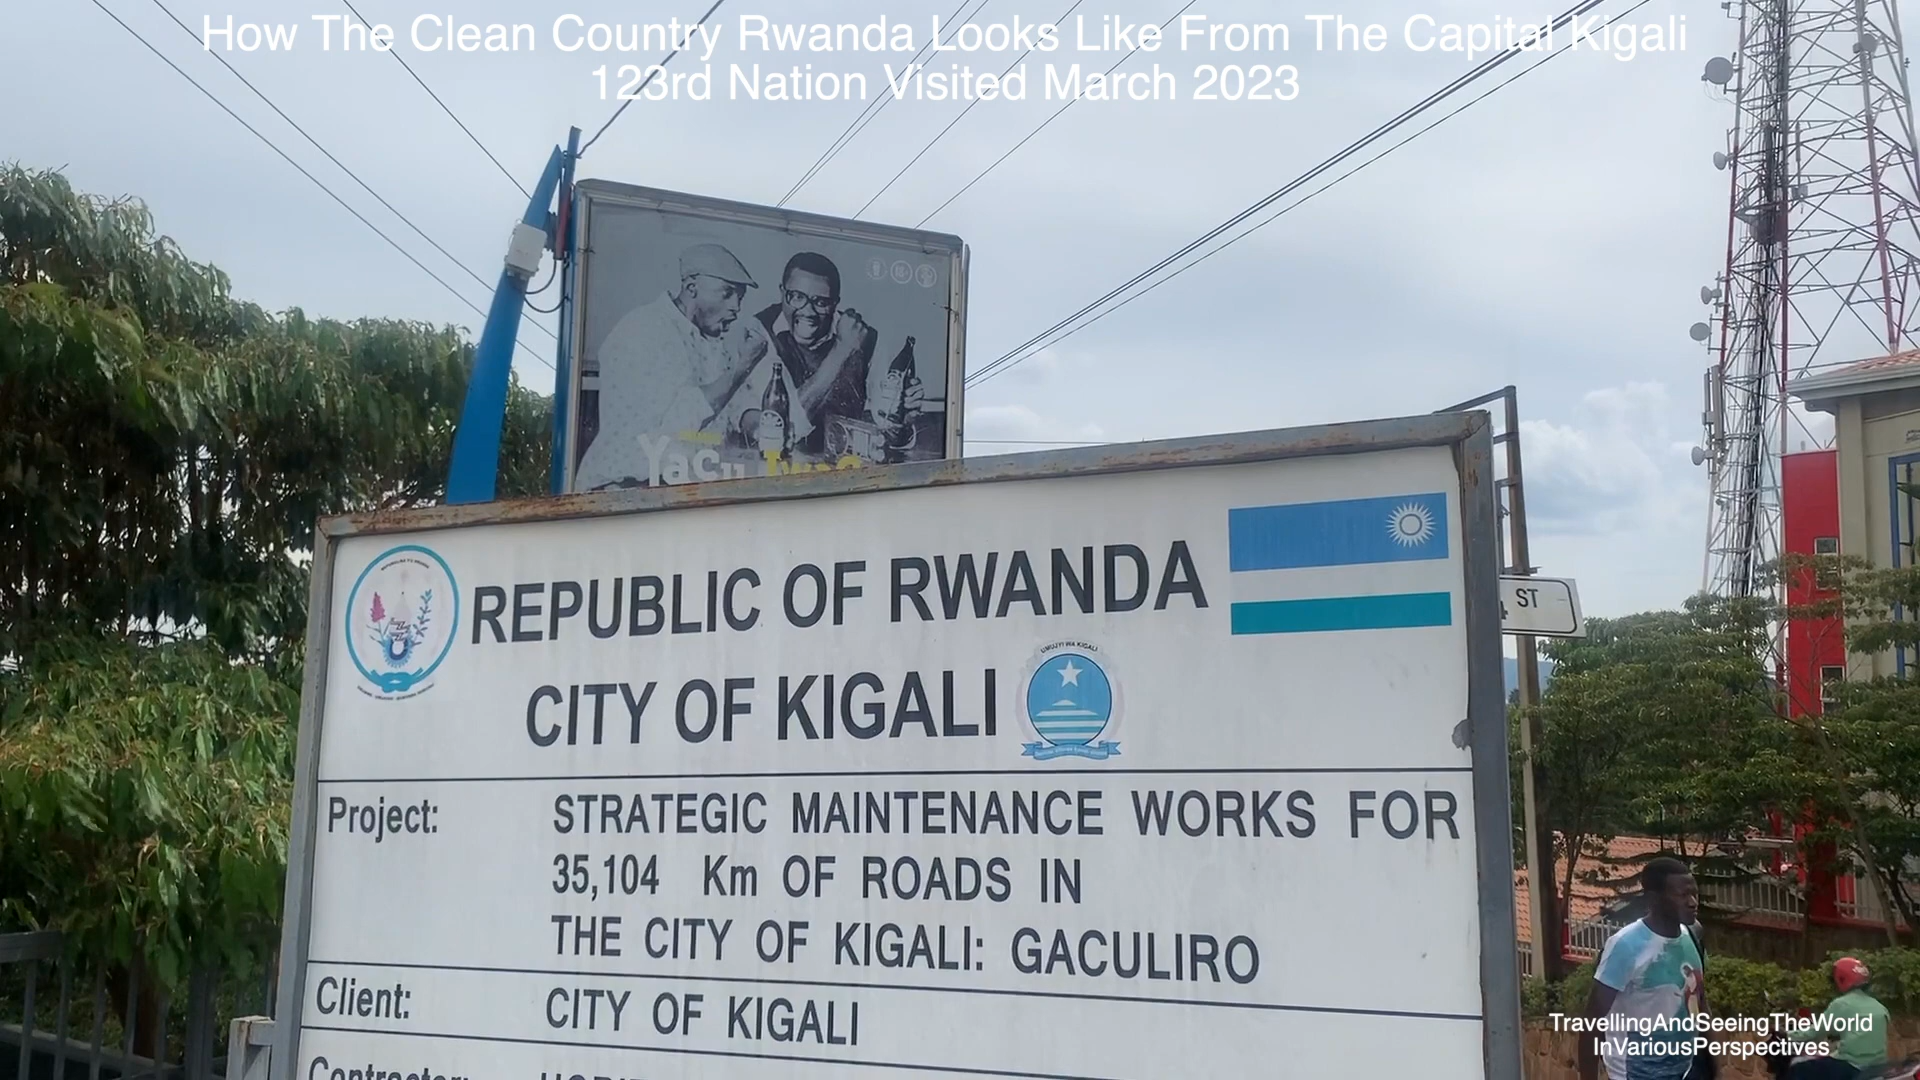 How The Clean Country Rwanda Looks Like From The Capital Kigali
123rd Nation Visited March 2023
Yacu
REPUBLIC OF RWANDA
CITY OF KIGALI
UMUJYI WA KIGALI
ST
Project: STRATEGIC MAINTENANCE WORKS FOR
35,104 Km OF ROADS IN
THE CITY OF KIGALI: GACULIRO
Client: CITY OF KIGALI
Contractor:
TravellingAndSeeingTheWorld
InVariousPerspectives